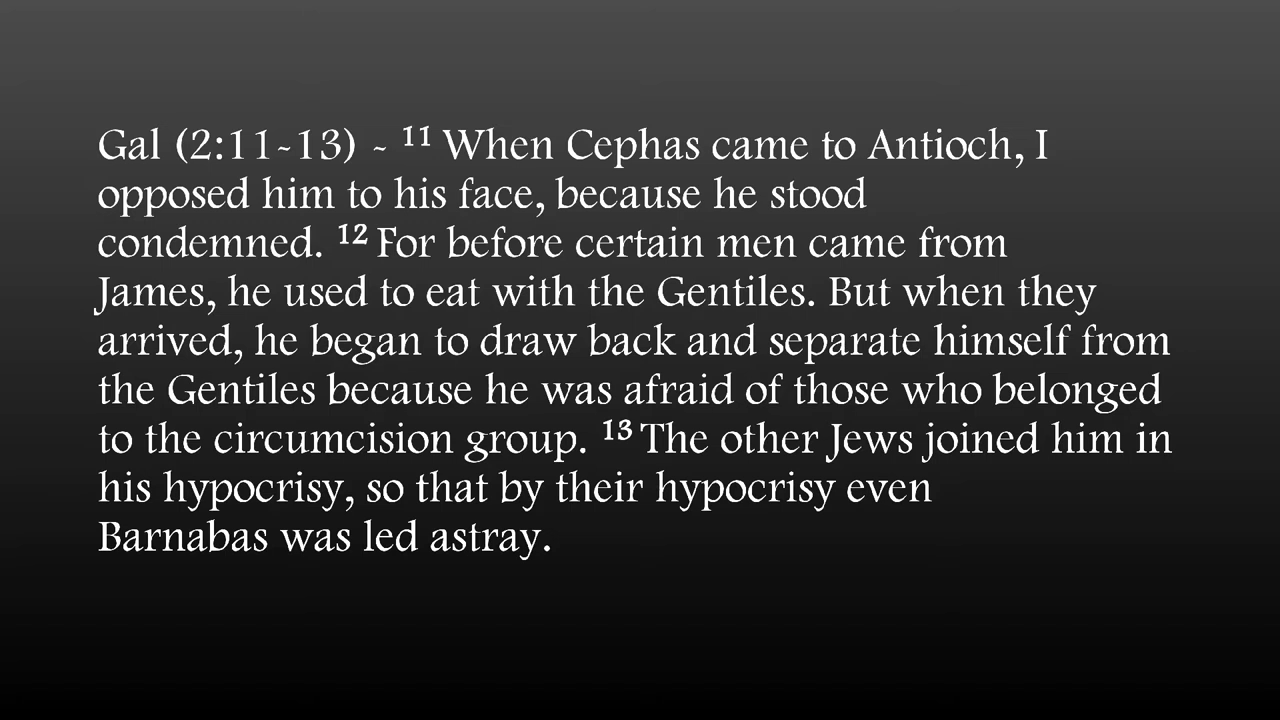 Gal (2:11-13) - ¹¹ When Cephas came to Antioch, I
opposed him to his face, because he stood
condemned. ¹² For before certain men came from
James, he used to eat with the Gentiles. But when they
arrived, he began to draw back and separate himself from
the Gentiles because he was afraid of those who belonged
to the circumcision group. ¹³ The other Jews joined him in
his hypocrisy, so that by their hypocrisy even
Barnabas was led astray.